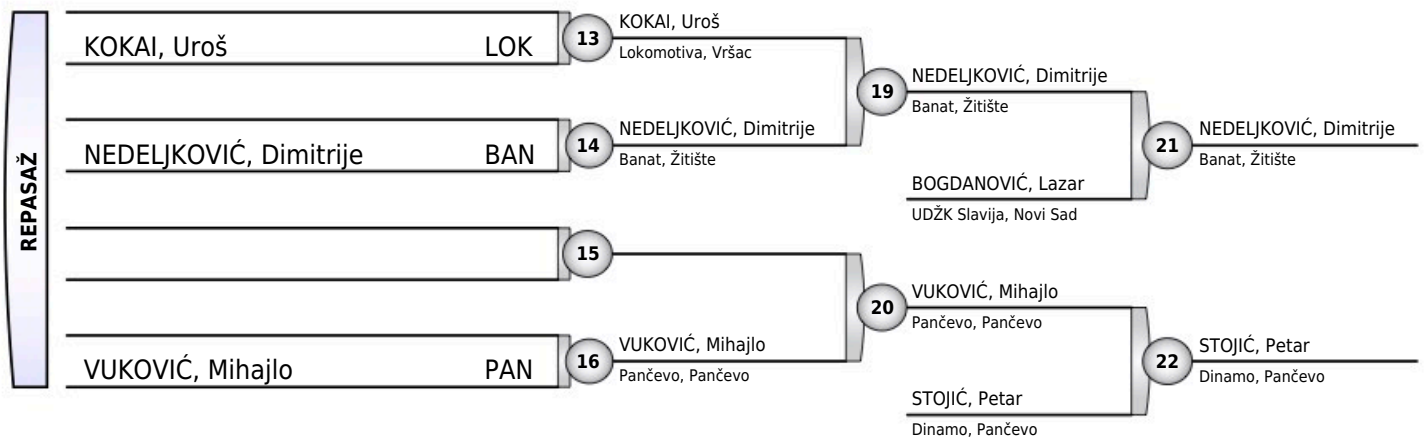 REPASAŽ
KOKAI, Uroš LOK
13
KOKAI, Uroš
Lokomotiva, Vršac
NEDELJKOVIĆ, Dimitrije BAN
14
NEDELJKOVIĆ, Dimitrije
Banat, Žitište
15
VUKOVIĆ, Mihajlo PAN
16
VUKOVIĆ, Mihajlo
Pančevo, Pančevo
19
NEDELJKOVIĆ, Dimitrije
Banat, Žitište
BOGDANOVIĆ, Lazar
UDŽK Slavija, Novi Sad
20
VUKOVIĆ, Mihajlo
Pančevo, Pančevo
STOJIĆ, Petar
Dinamo, Pančevo
21
NEDELJKOVIĆ, Dimitrije
Banat, Žitište
22
STOJIĆ, Petar
Dinamo, Pančevo